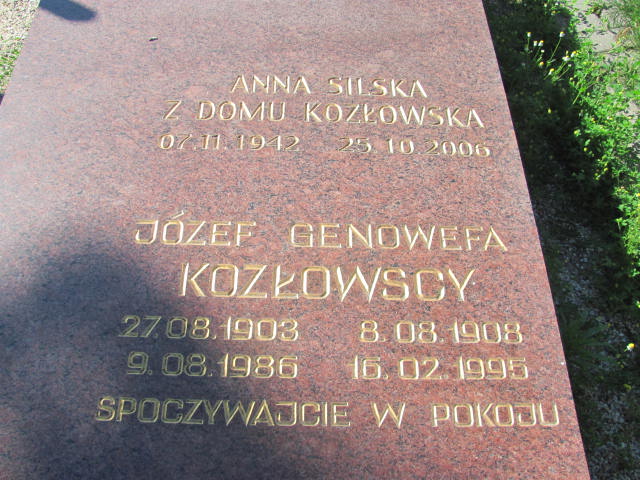 ANNA SILSKA
Z DOMU KOZŁOWSKA
07.11.1942 25.10.2006
JÓZEF GENOWEFA
KOZŁOWSCY
27.08.1903 8.08.1908
9.08.1986 16.02.1995
SPOCZYWAJCIE W POKOJU